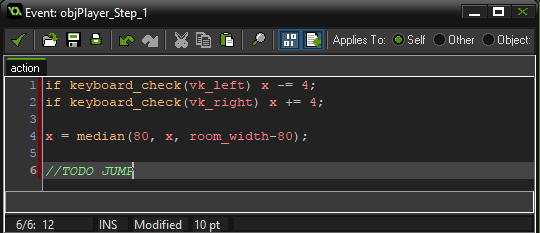 Event: objPlayer_Step_1
Applies To: Self Other Object:
action
1 if keyboard_check(vk_left) x -= 4;
2 if keyboard_check(vk_right) x += 4;
3
4 x = median(80, x, room_width-80);
5
6 //TODO JUMP
6/6: 12 INS Modified 10 pt